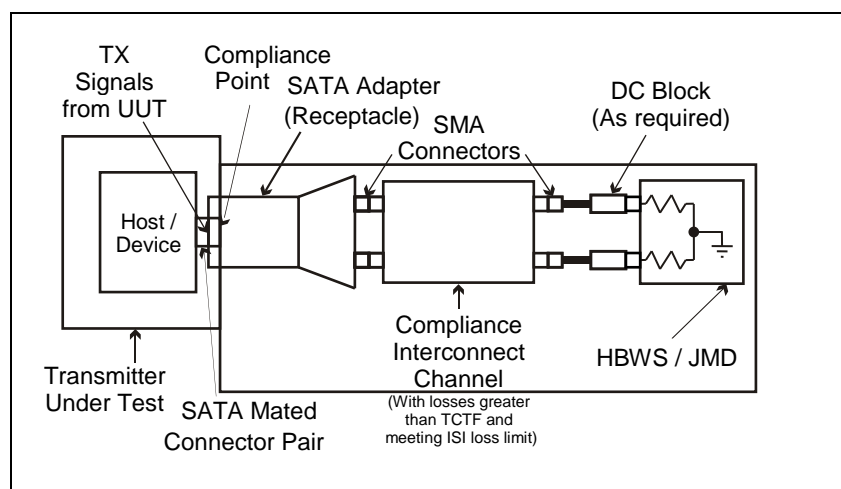 TX
Signals
from UUT
Compliance
Point
SATA Adapter
(Receptacle)
SMA
Connectors
DC Block
(As required)
Host /
Device
Compliance
Interconnect
Channel
(With losses greater
than TCTF and
meeting ISI loss limit)
HBWS / JMD
Transmitter
Under Test
SATA Mated
Connector Pair